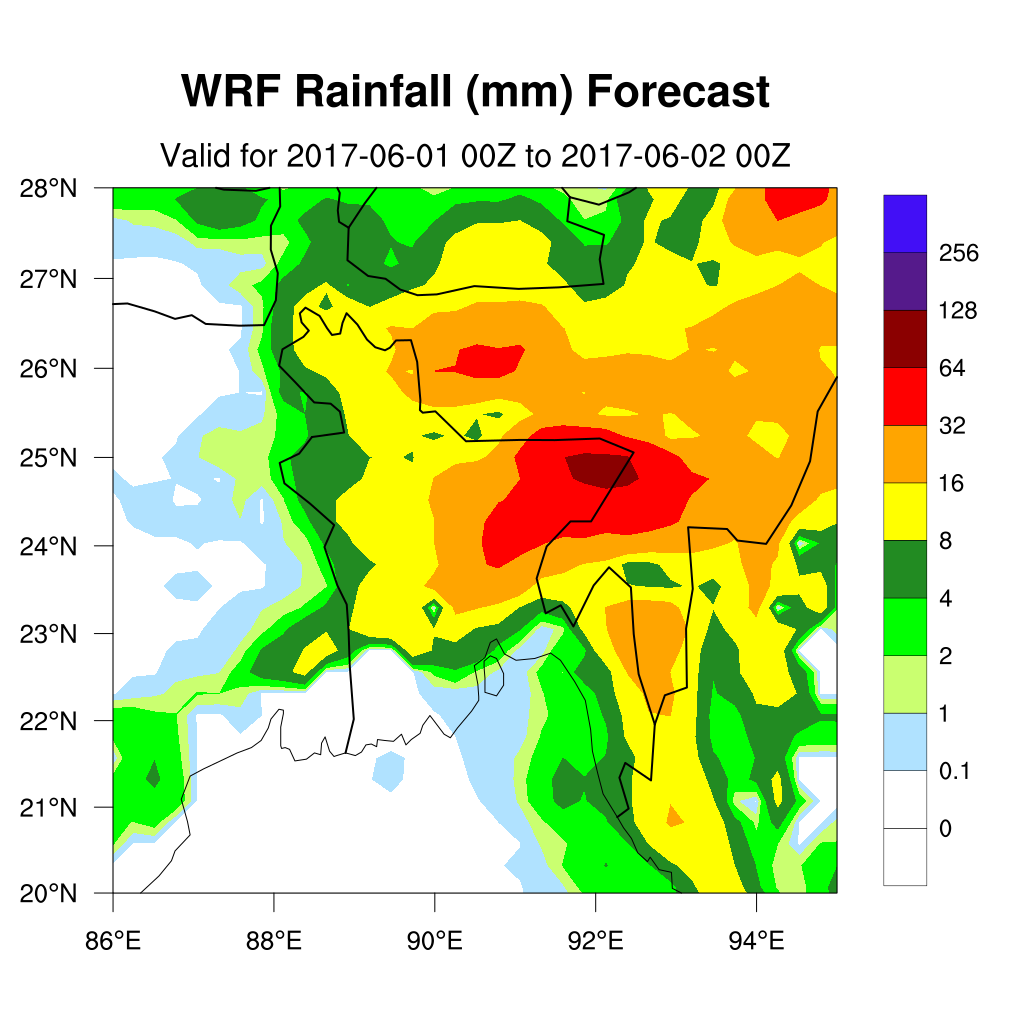 WRF Rainfall (mm) Forecast
Valid for 2017-06-01 00Z to 2017-06-02 00Z
28°N
27°N
26°N
25°N
24°N
23°N
22°N
21°N
20°N
86°E 88°E 90°E 92°E 94°E
256
128
64
32
16
8
4
2
1
0.1
0